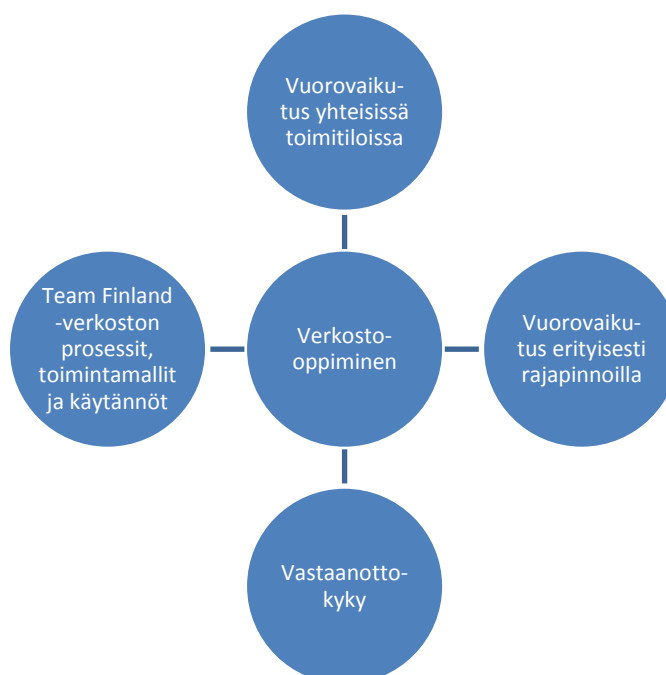 Vuorovaiku-
tus yhteisissä
toimitiloissa
Team Finland
-verkoston
prosessit,
toimintamallit
ja käytännöt
Verkosto-
oppiminen
Vuorovaiku-
tus erityisesti
rajapinnoilla
Vastaanotto-
kyky